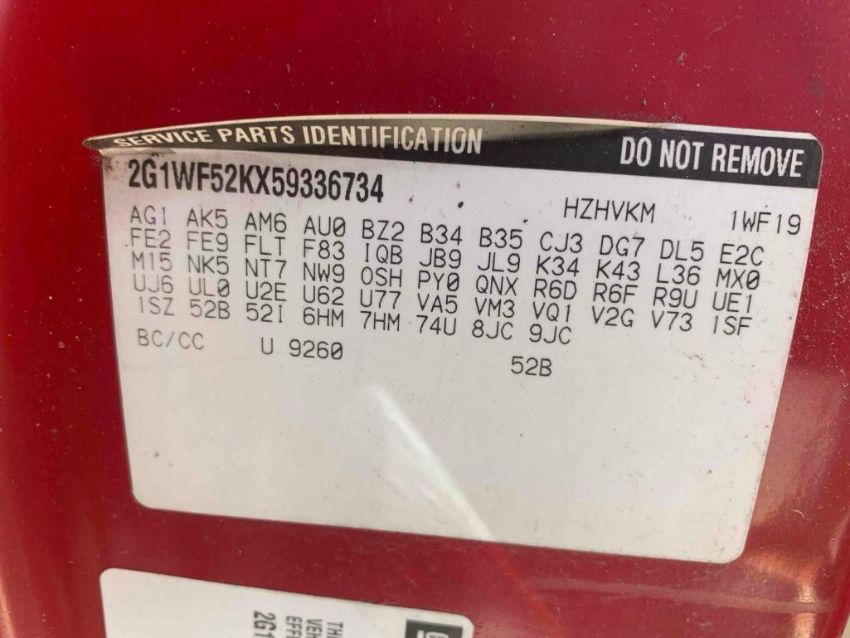 SERVICE PARTS IDENTIFICATION DO NOT REMOVE
2G1WF52KX59336734 HZHVKM 1WF19
AG1 AK5 AM6 AU0 BZ2 B34 B35 CJ3 DG7 DL5 E2C
FE2 FE9 FLT F83 IQB JB9 JL9 K34 K43 L36 MX0
M15 NK5 NT7 NW9 OSH PY0 QNX R6D R6F R9U UE1
UJ6 UL0 U2E U62 U77 VA5 VM3 VQ1 V2G V73 1SF
1SZ 52B 52I 6HM 7HM 74U 8JC 9JC
BC/CC U 9260 52B